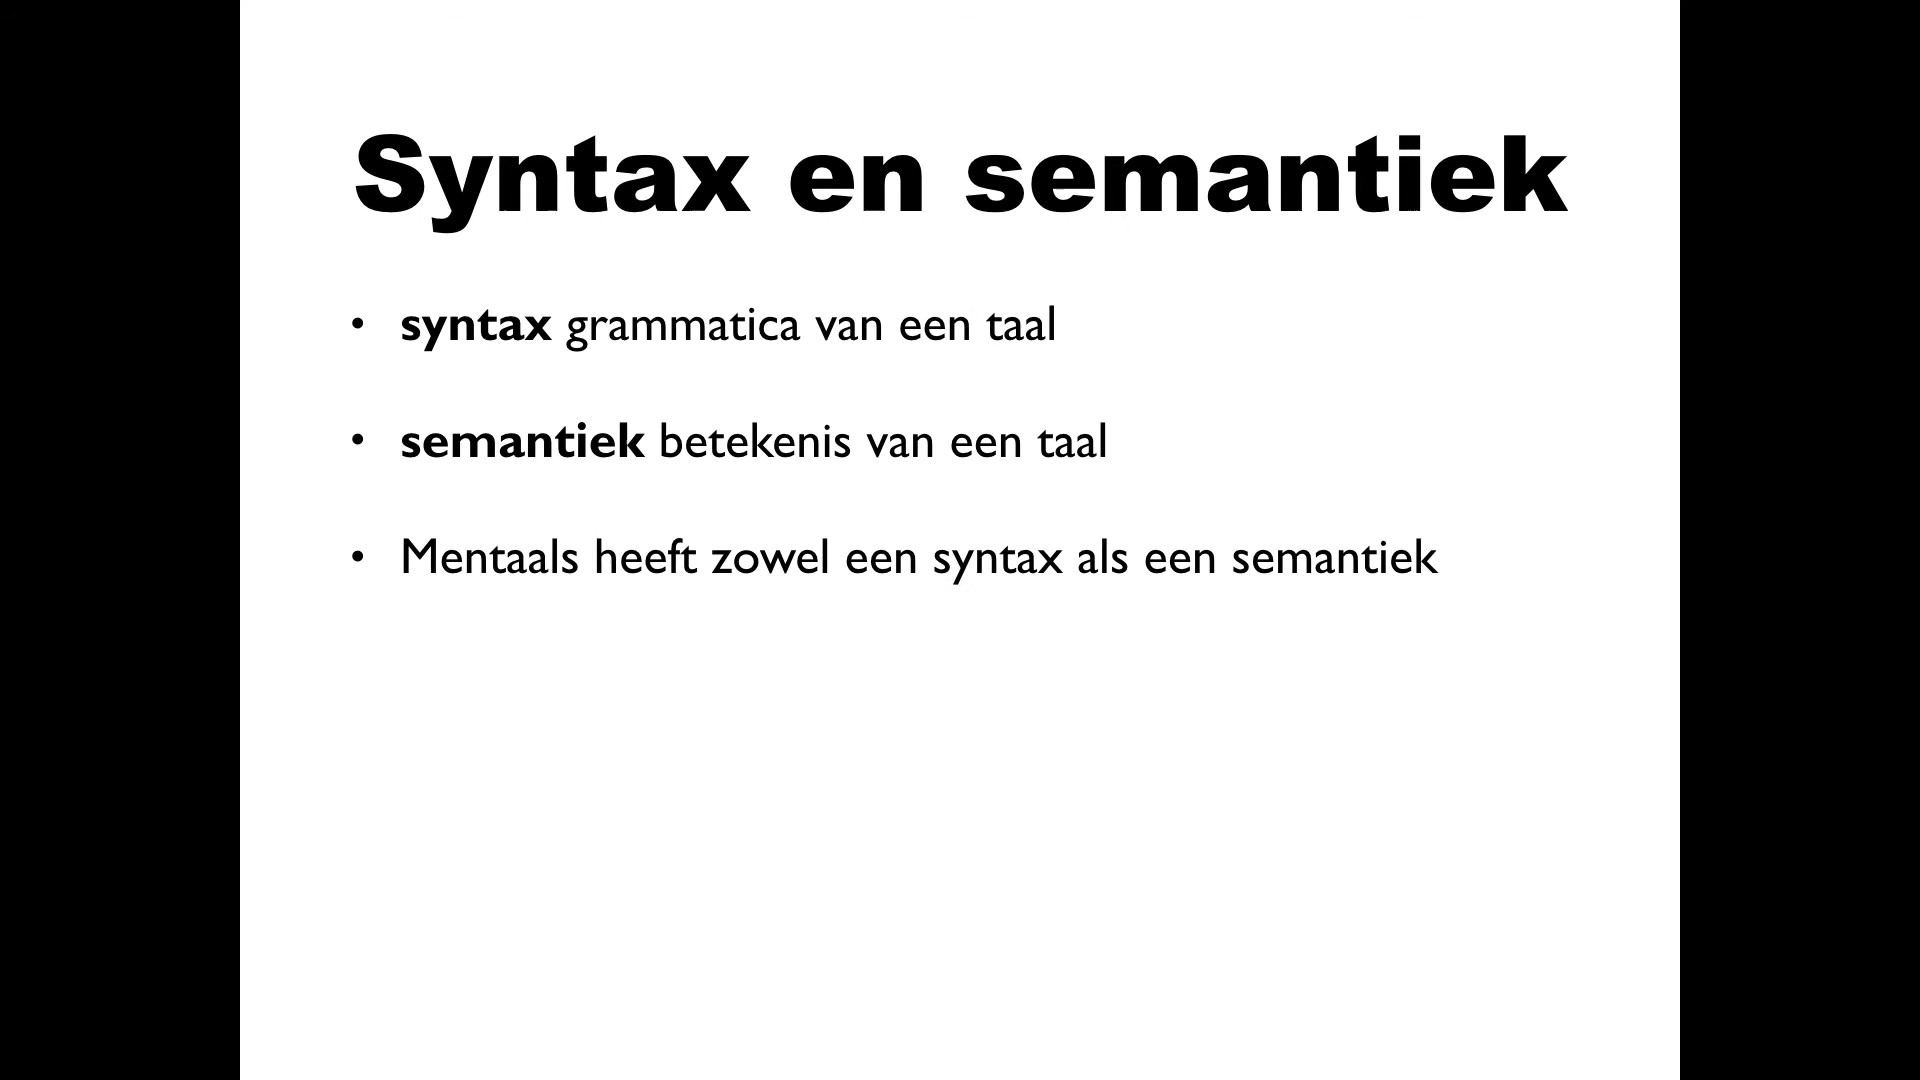 Syntax en semantiek
• syntax grammatica van een taal
• semantiek betekenis van een taal
• Mentaals heeft zowel een syntax als een semantiek